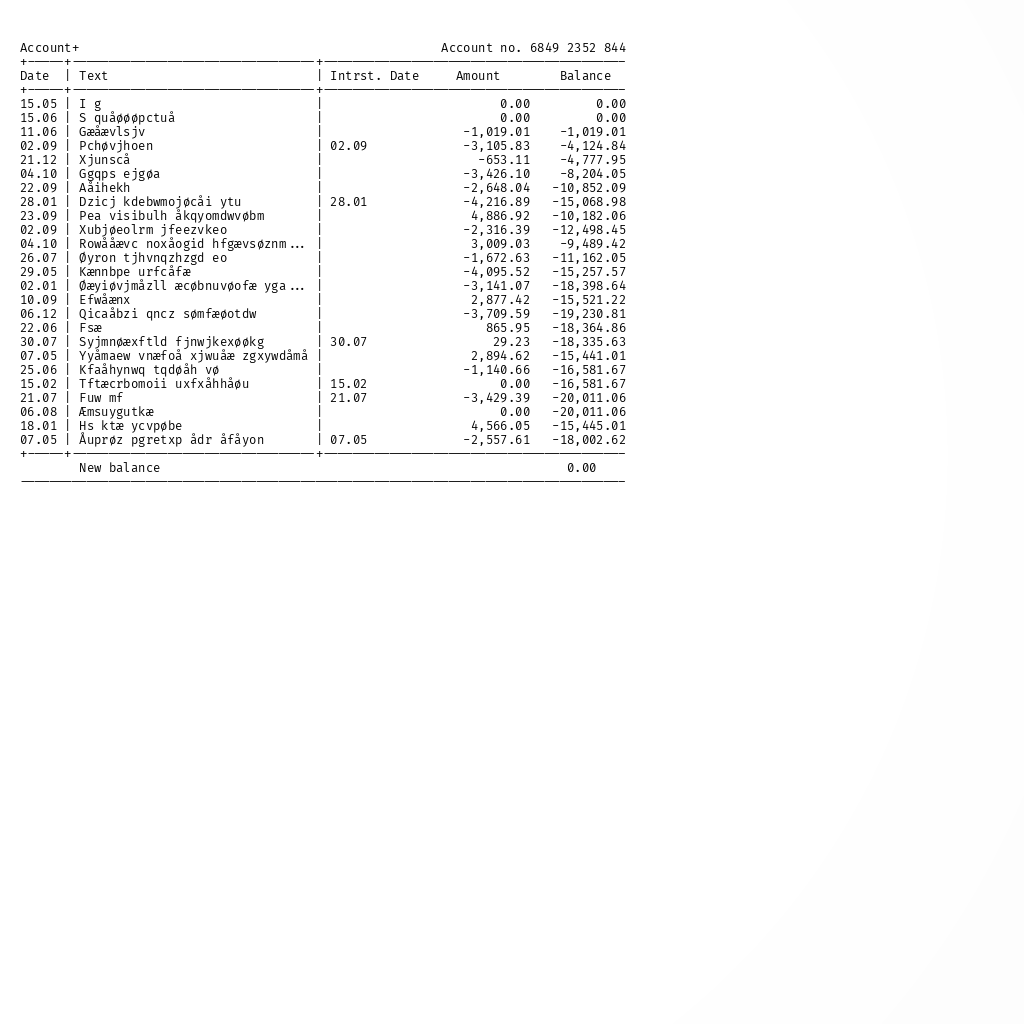 Account+ Account no. 6849 2352 844
+-----+---------------------------------+-----------------------------------------
Date | Text | Intrst. Date Amount Balance
+-----+---------------------------------+-----------------------------------------
15.05 | I g | 0.00 0.00
15.06 | S quåøøøpctuå | 0.00 0.00
11.06 | Gæåævlsjv | -1,019.01 -1,019.01
02.09 | Pchøvjhoen | 02.09 -3,105.83 -4,124.84
21.12 | Xjunscå | -653.11 -4,777.95
04.10 | Ggqps ejgøa | -3,426.10 -8,204.05
22.09 | Aåihekh | -2,648.04 -10,852.09
28.01 | Dzicj kdebwmojøcåi ytu | 28.01 -4,216.89 -15,068.98
23.09 | Pea visibulh åkqyomdwvøbm | 4,886.92 -10,182.06
02.09 | Xubjøeolrm jfeezvkeo | -2,316.39 -12,498.45
04.10 | Rowååævc noxåogid hfgævsøznm... | 3,009.03 -9,489.42
26.07 | Øyron tjhvnqzhzgd eo | -1,672.63 -11,162.05
29.05 | Kænnbpe urfcåfæ | -4,095.52 -15,257.57
02.01 | Øæyiøvjmåzll æcøbnuvøofæ yga... | -3,141.07 -18,398.64
10.09 | Efwåænx | 2,877.42 -15,521.22
06.12 | Qicaåbzi qncz sømfæøotdw | -3,709.59 -19,230.81
22.06 | Fsæ | 865.95 -18,364.86
30.07 | Syjmnøæxftld fjnwjkexøøkg | 30.07 29.23 -18,335.63
07.05 | Yyåmaew vnæfoå xjwuåæ zgxywdåmå | 2,894.62 -15,441.01
25.06 | Kfaåhynwq tqdøåh vø | -1,140.66 -16,581.67
15.02 | Tftæcrbomoii uxfxåhhåøu | 15.02 0.00 -16,581.67
21.07 | Fuw mf | 21.07 -3,429.39 -20,011.06
06.08 | Æmsuygutkæ | 0.00 -20,011.06
18.01 | Hs ktæ ycvpøbe | 4,566.05 -15,445.01
07.05 | Åuprøz pgretxp ådr åfåyon | 07.05 -2,557.61 -18,002.62
+-----+---------------------------------+-----------------------------------------
New balance 0.00
----------------------------------------------------------------------------------